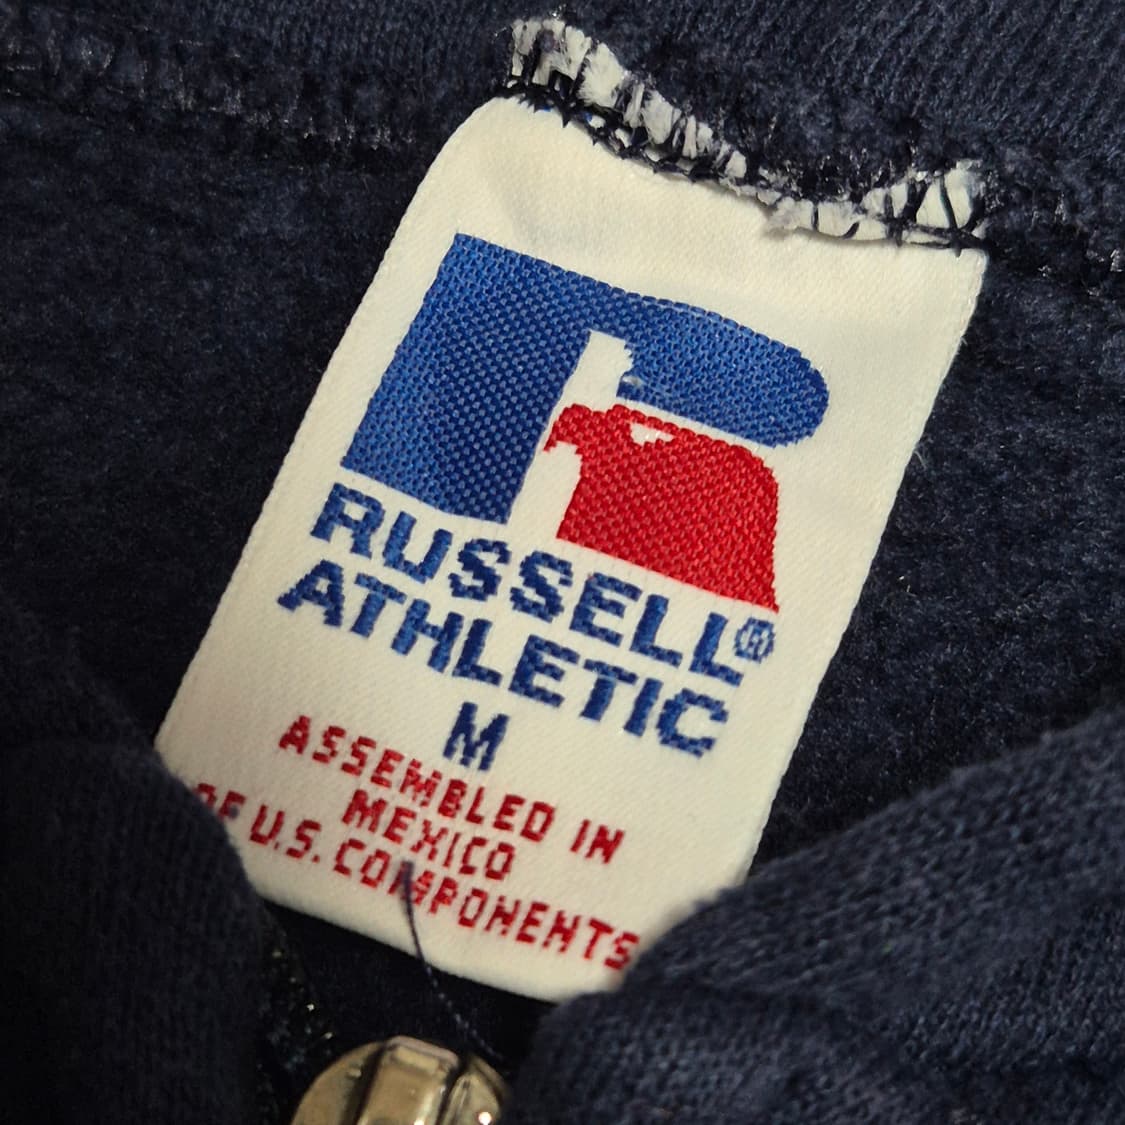 RUSSELL®
ATHLETIC
M
ASSEMBLED IN
MEXICO
OF U.S. COMPONENTS